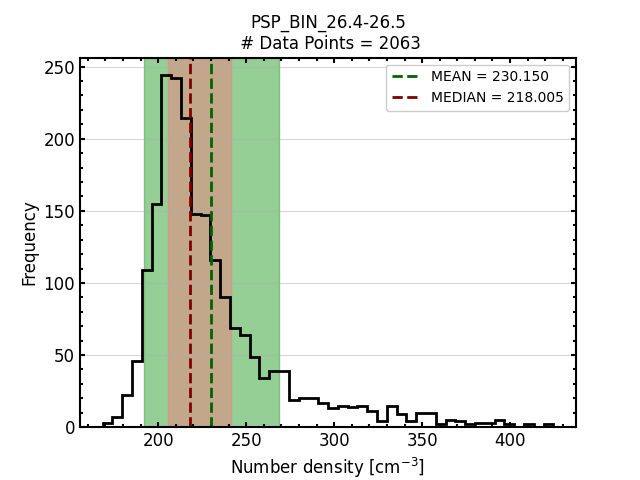 PSP_BIN_26.4-26.5
# Data Points = 2063
MEAN = 230.150
MEDIAN = 218.005
Frequency
250
200
150
100
50
0
200 250 300 350 400
Number density [cm⁻³]